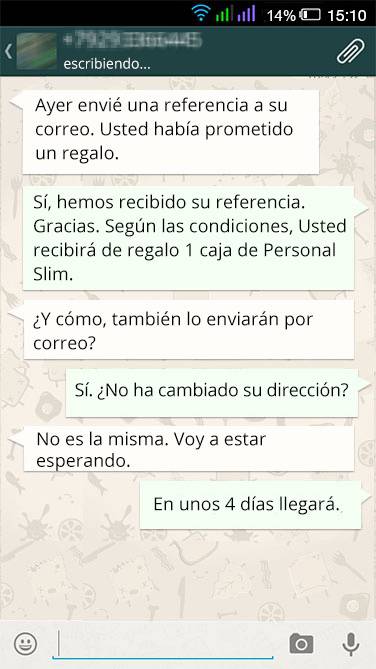 14% 15:10
escribiendo...
Ayer envié una referencia a su
correo. Usted había prometido
un regalo.
Sí, hemos recibido su referencia.
Gracias. Según las condiciones, Usted
recibirá de regalo 1 caja de Personal
Slim.
¿Y cómo, también lo enviarán por
correo?
Sí. ¿No ha cambiado su dirección?
No es la misma. Voy a estar
esperando.
En unos 4 días llegará.